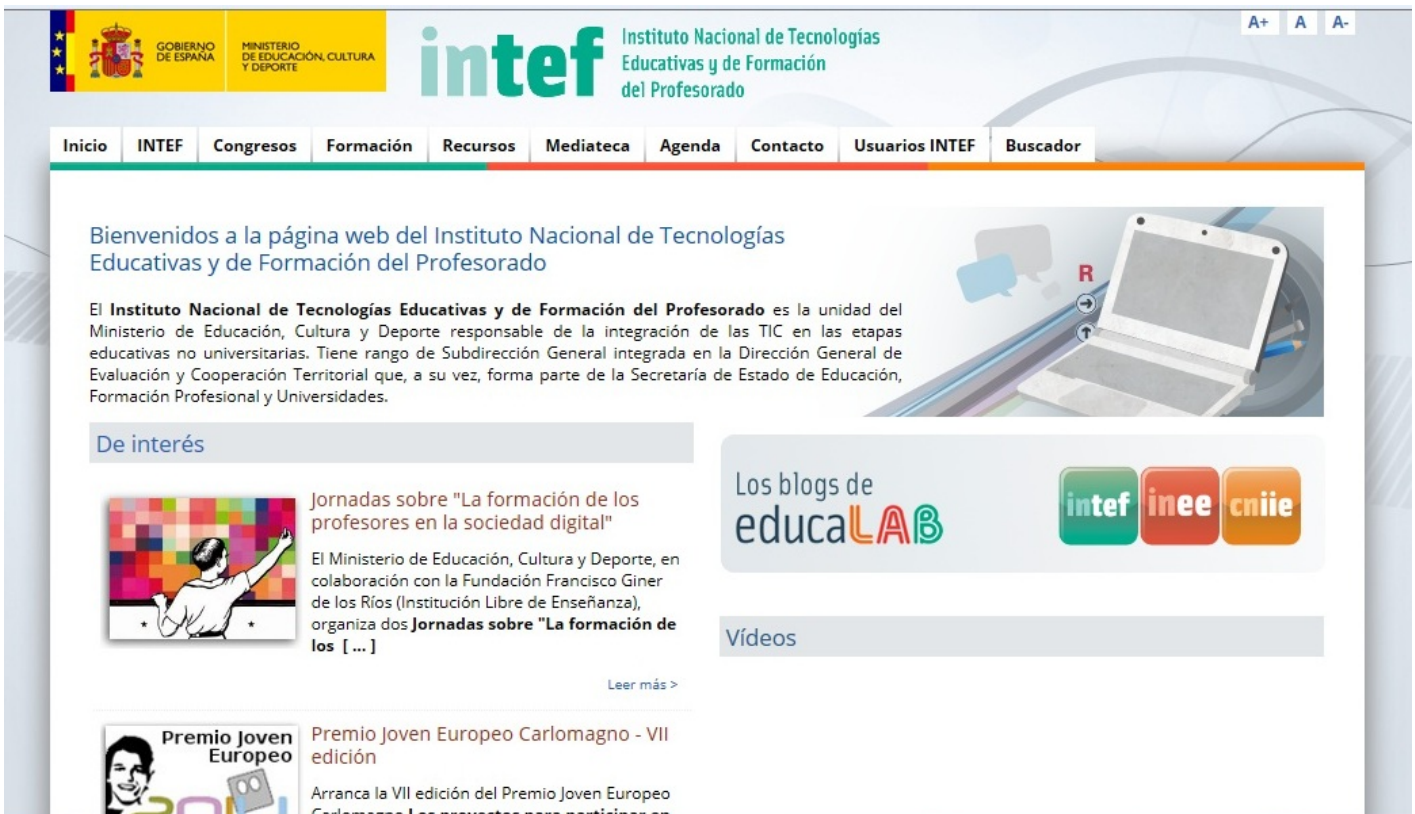 GOBIERNO
DE ESPAÑA
MINISTERIO
DE EDUCACIÓN, CULTURA
Y DEPORTE
intef
Instituto Nacional de Tecnologías
Educativas y de Formación
del Profesorado
A+ A A-
Inicio INTEF Congresos Formación Recursos Mediateca Agenda Contacto Usuarios INTEF Buscador
Bienvenidos a la página web del Instituto Nacional de Tecnologías
Educativas y de Formación del Profesorado
El Instituto Nacional de Tecnologías Educativas y de Formación del Profesorado es la unidad del
Ministerio de Educación, Cultura y Deporte responsable de la integración de las TIC en las etapas
educativas no universitarias. Tiene rango de Subdirección General integrada en la Dirección General de
Evaluación y Cooperación Territorial que, a su vez, forma parte de la Secretaría de Estado de Educación,
Formación Profesional y Universidades.
R
De interés
Jornadas sobre "La formación de los
profesores en la sociedad digital"
El Ministerio de Educación, Cultura y Deporte, en
colaboración con la Fundación Francisco Giner
de los Ríos (Institución Libre de Enseñanza),
organiza dos Jornadas sobre "La formación de
los [ ... ]
Leer más >
Premio Joven
Europeo
Premio Joven Europeo Carlomagno - VII
edición
Arranca la VII edición del Premio Joven Europeo
Carlomagno Los proyectos para participar en
Los blogs de
educaLAB
intef inee cniie
Vídeos